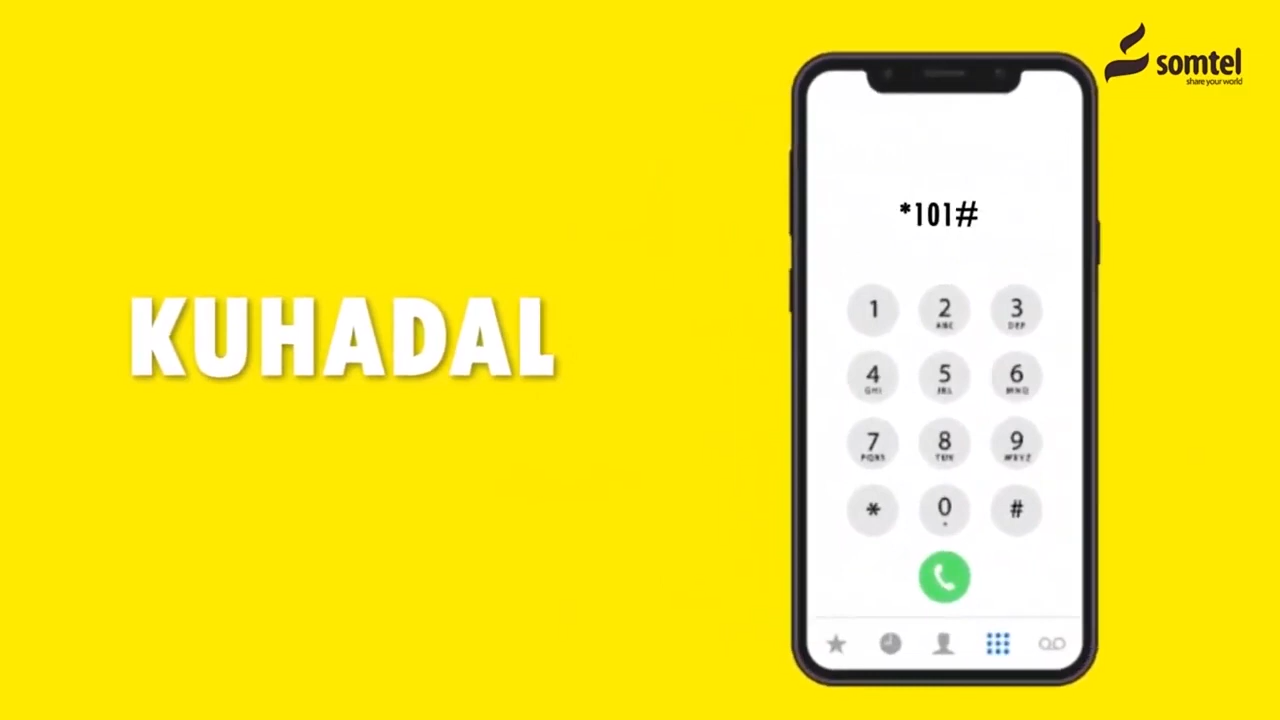 somtel
share your world
*101#
KUHADAL
1
2
ABC
3
DEF
4
GHI
5
JKL
6
MNO
7
PQRS
8
TUV
9
WXYZ
*
0
+
#